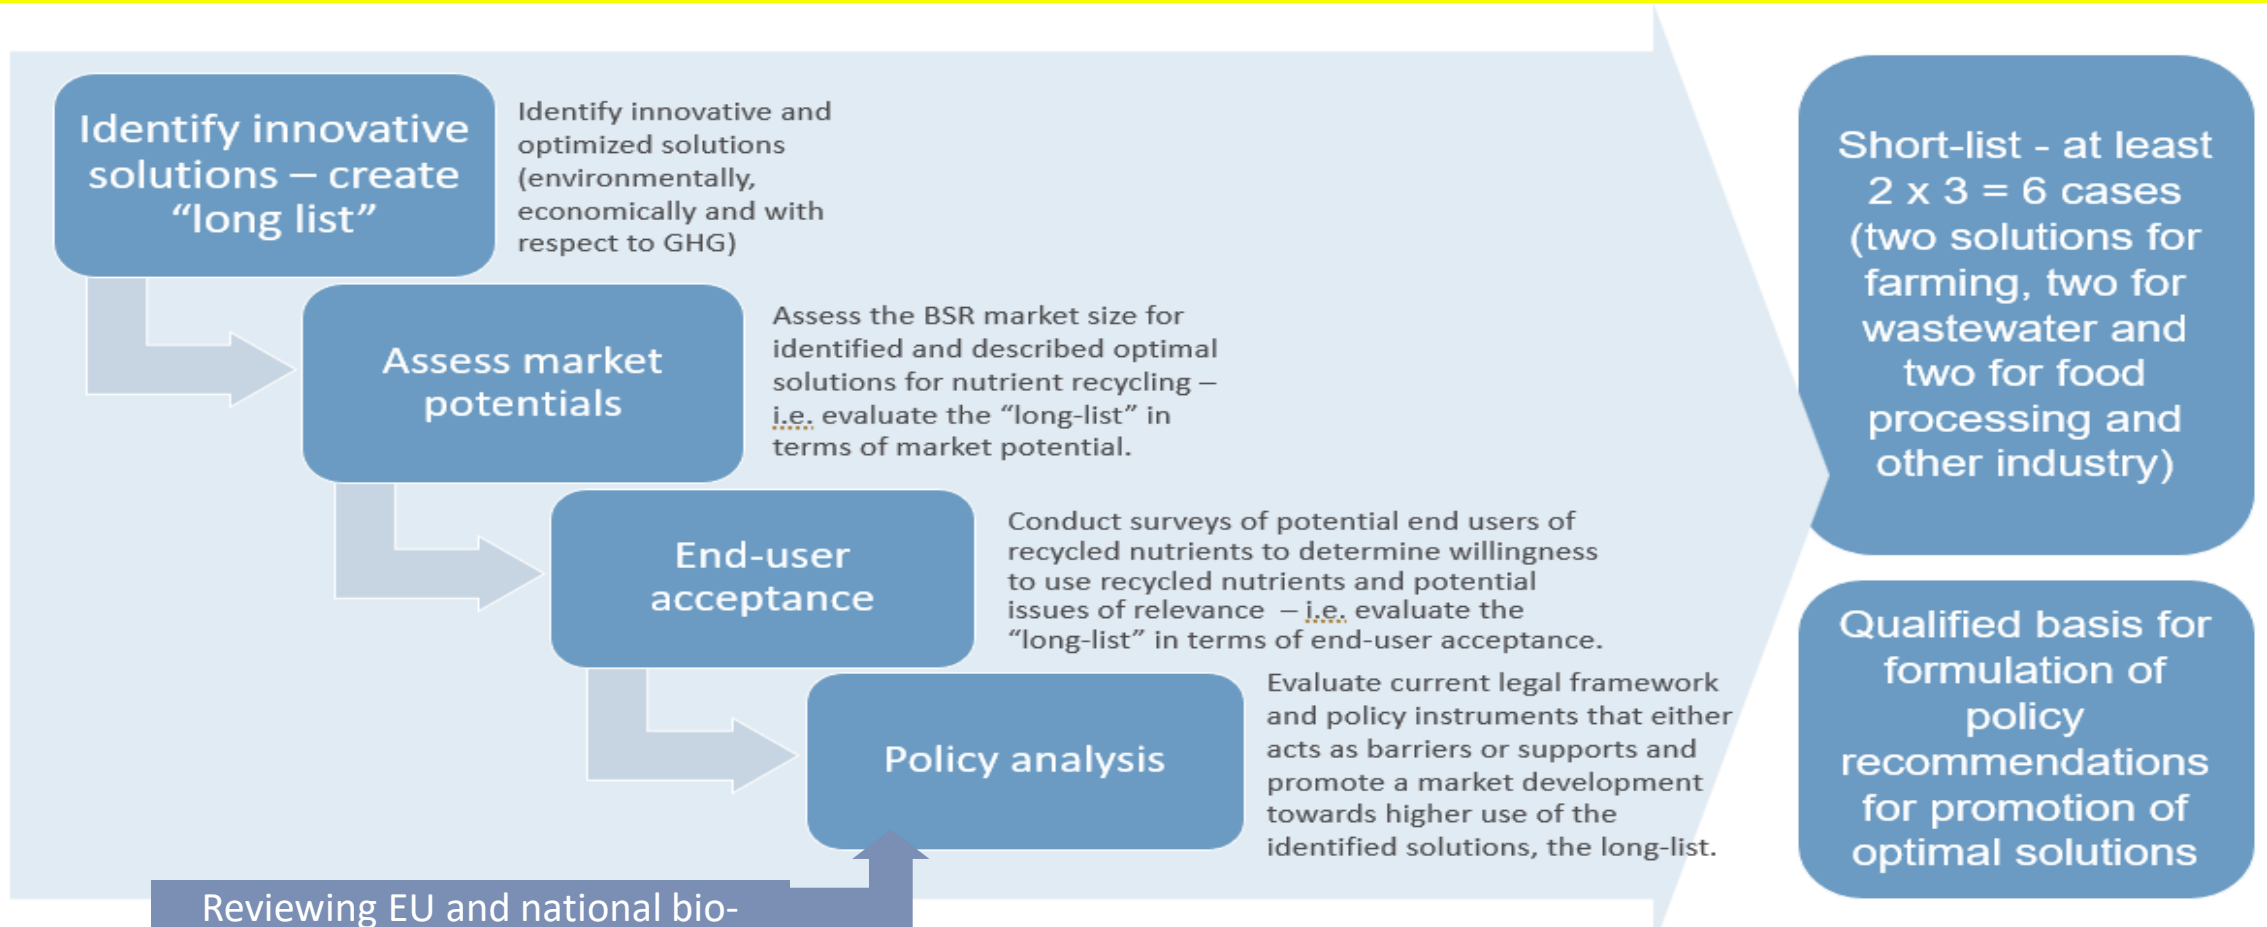 Identify innovative
solutions – create
“long list”
Identify innovative and
optimized solutions
(environmentally,
economically and with
respect to GHG)
Assess market
potentials
Assess the BSR market size for
identified and described optimal
solutions for nutrient recycling –
i.e. evaluate the “long-list” in
terms of market potential.
End-user
acceptance
Conduct surveys of potential end users of
recycled nutrients to determine willingness
to use recycled nutrients and potential
issues of relevance – i.e. evaluate the
“long-list” in terms of end-user acceptance.
Policy analysis
Evaluate current legal framework
and policy instruments that either
acts as barriers or supports and
promote a market development
towards higher use of the
identified solutions, the long-list.
Reviewing EU and national bio-
Short-list - at least
2 x 3 = 6 cases
(two solutions for
farming, two for
wastewater and
two for food
processing and
other industry)
Qualified basis for
formulation of
policy
recommendations
for promotion of
optimal solutions